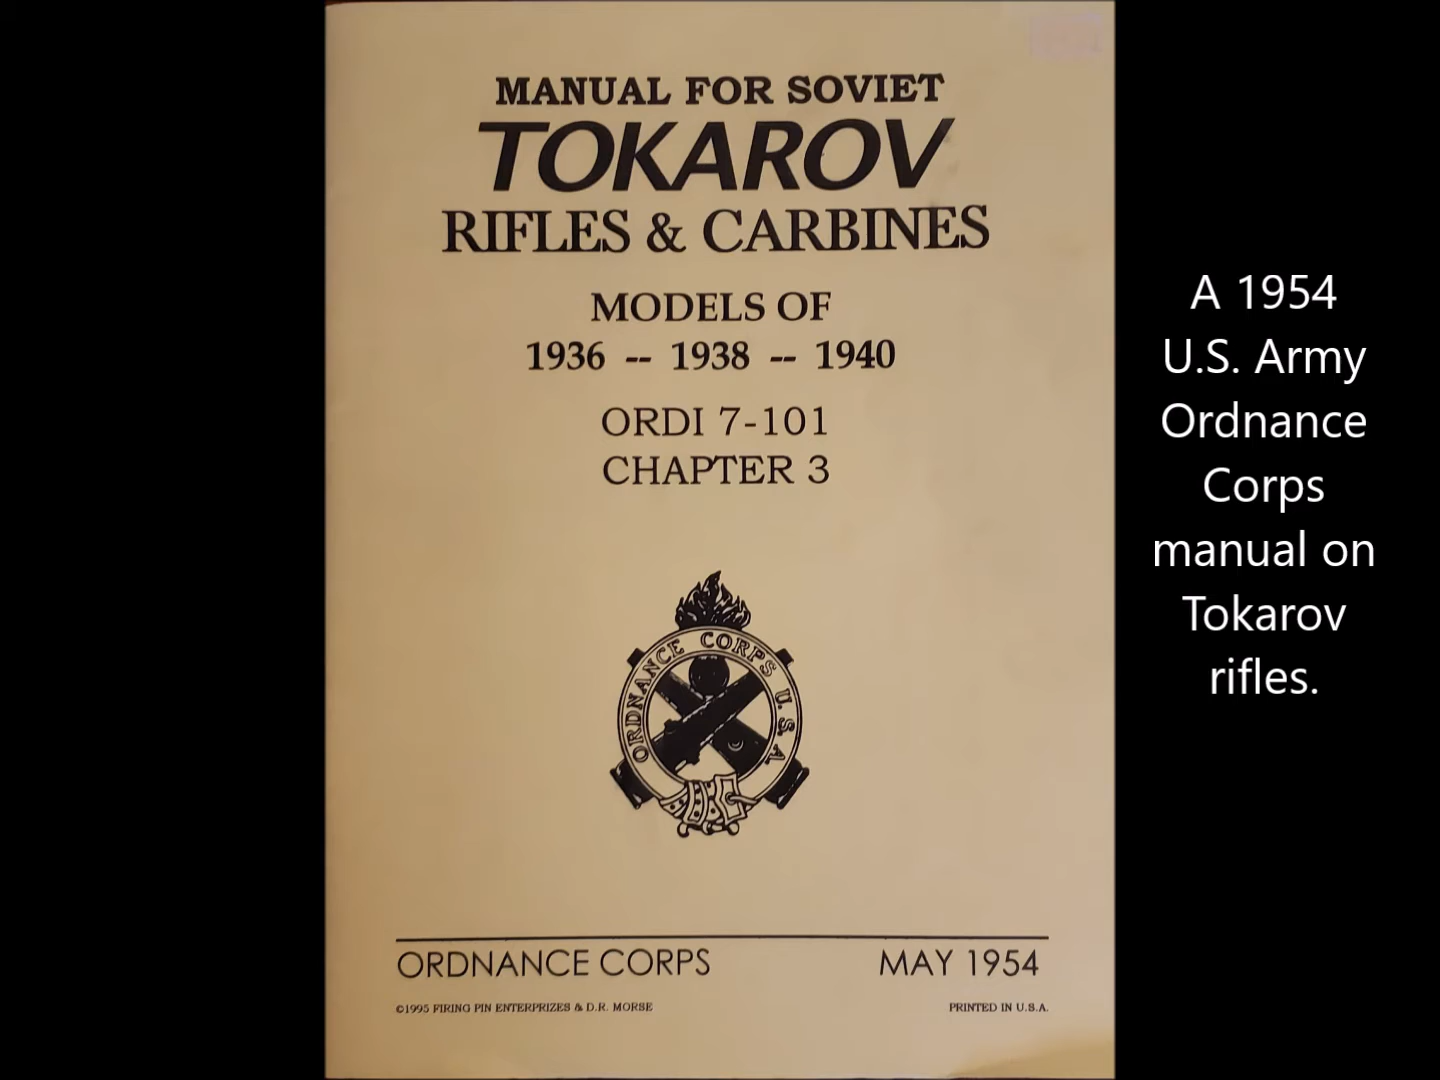 MANUAL FOR SOVIET
TOKAROV
RIFLES & CARBINES
MODELS OF
1936 -- 1938 -- 1940
ORDI 7-101
CHAPTER 3
ORDNANCE CORPS U.S.A.
ORDNANCE CORPS
MAY 1954
©1995 FIRING PIN ENTERPRIZES & D.R. MORSE
PRINTED IN U.S.A.
A 1954
U.S. Army
Ordnance
Corps
manual on
Tokarov
rifles.